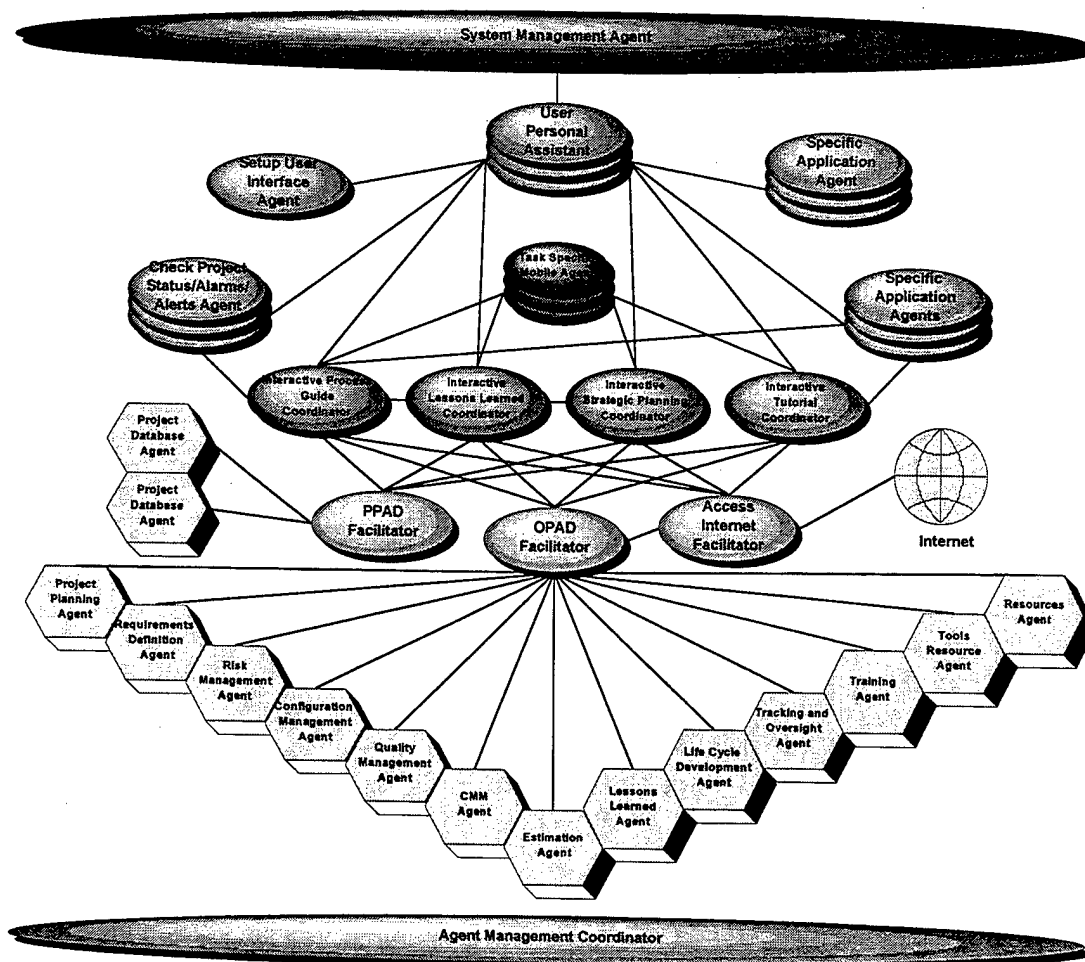 System Management Agent
User
Personal
Assistant
Setup User
Interface
Agent
Specific
Application
Agent
Task Specific
Mobile Agent
Check Project
Status/Alarms/
Alerts Agent
Specific
Application
Agents
Interactive Process
Guide
Coordinator
Interactive
Lessons Learned
Coordinator
Interactive
Strategic Planning
Coordinator
Interactive
Tutorial
Coordinator
Project
Database
Agent
Project
Database
Agent
PPAD
Facilitator
OPAD
Facilitator
Access
Internet
Facilitator
Internet
Project
Planning
Agent
Requirements
Definition
Agent
Risk
Management
Agent
Configuration
Management
Agent
Quality
Management
Agent
CMM
Agent
Estimation
Agent
Lessons
Learned
Agent
Life Cycle
Development
Agent
Tracking and
Oversight
Agent
Training
Agent
Tools
Resource
Agent
Resources
Agent
Agent Management Coordinator